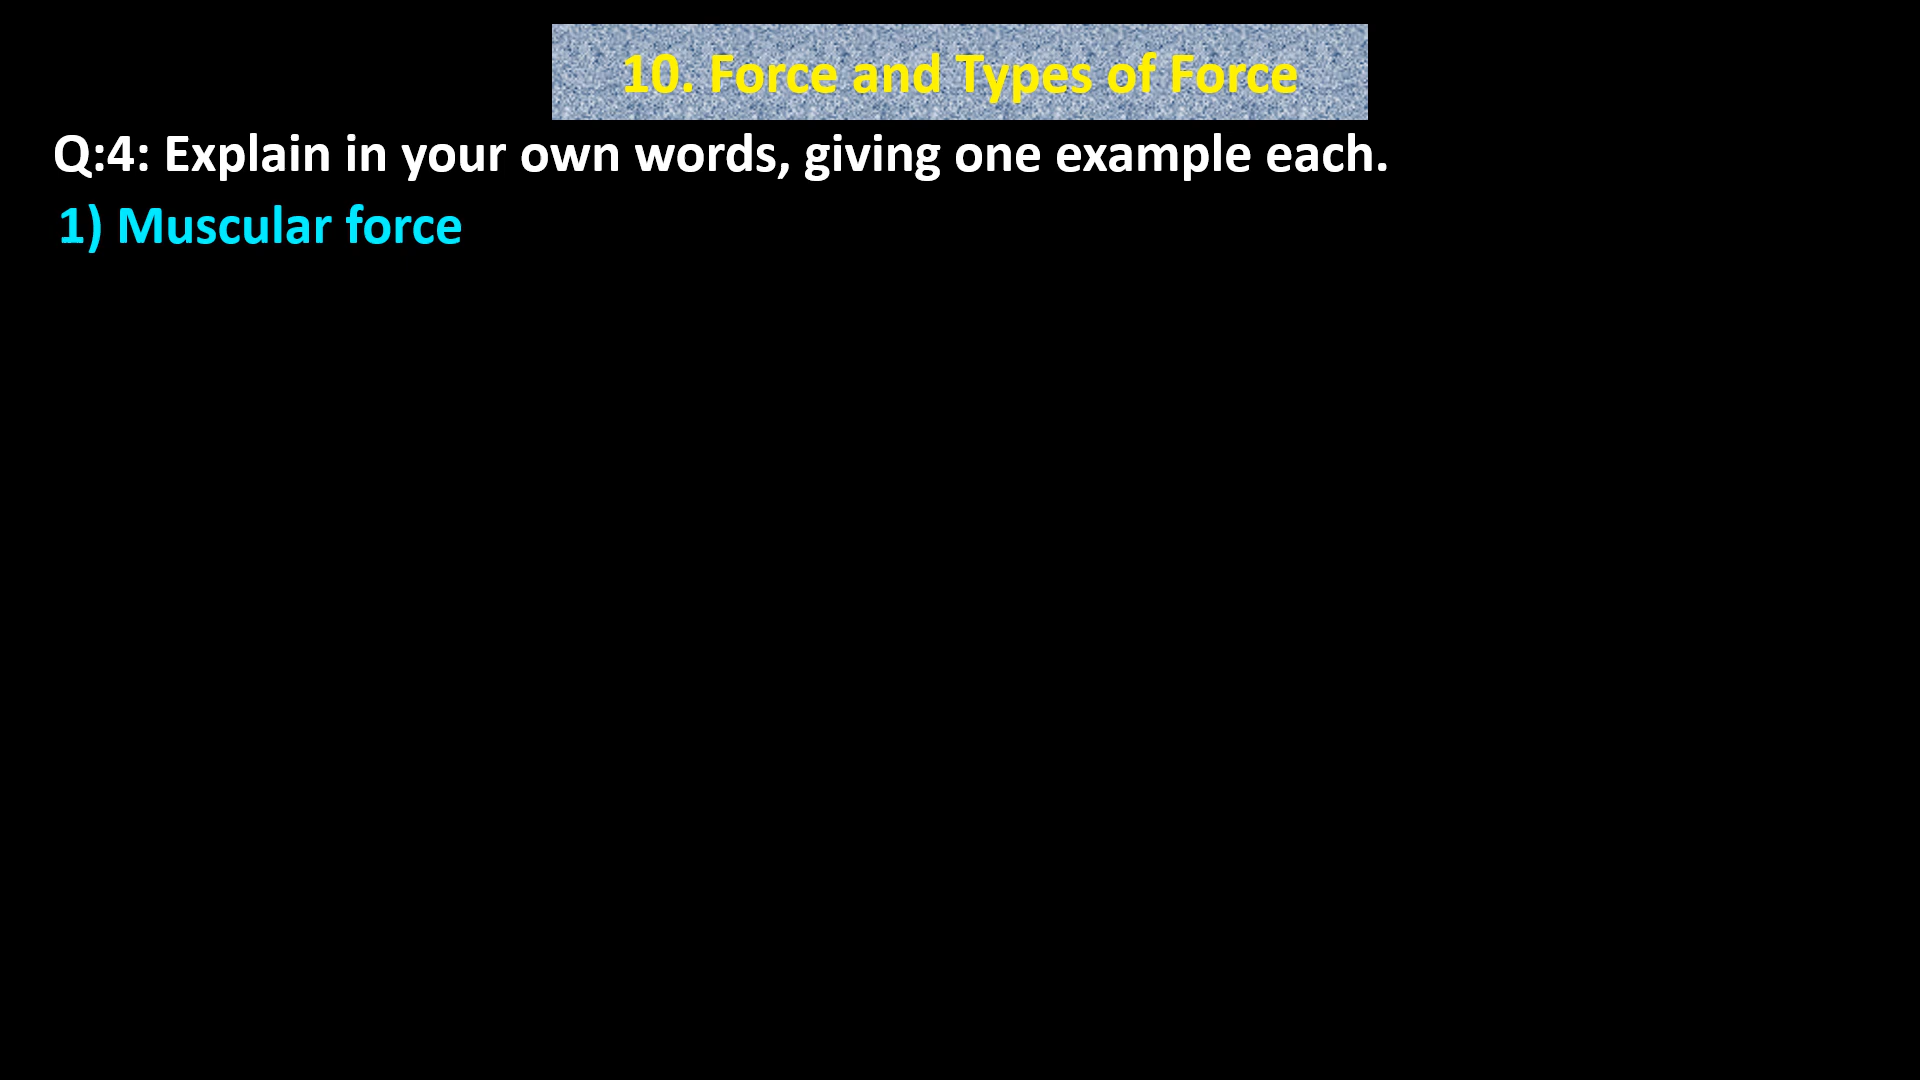 10. Force and Types of Force
Q:4: Explain in your own words, giving one example each.
1) Muscular force